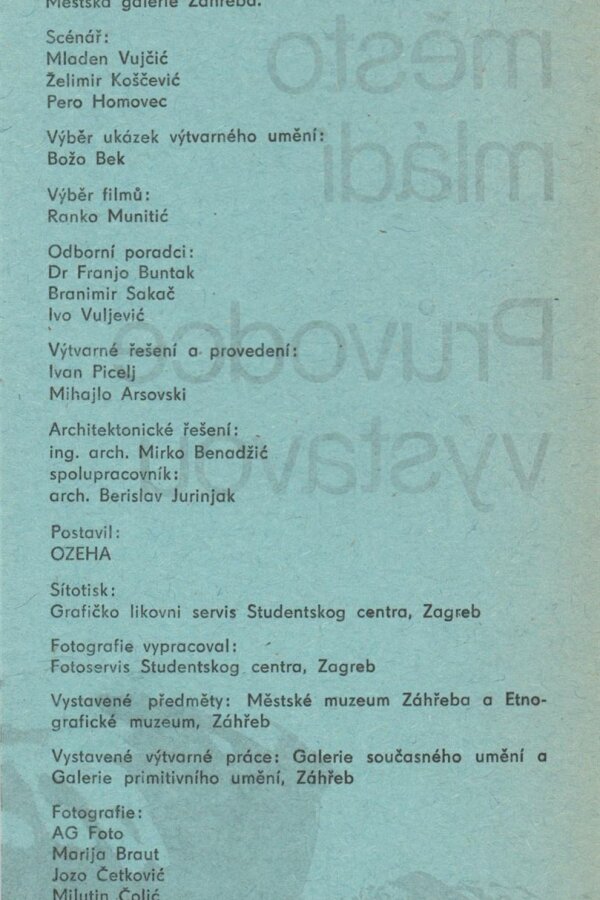 Městská galerie Záhřeba.
Scénář:
Mladen Vujčić
Želimir Koščević
Pero Homovec
Výběr ukázek výtvarného umění:
Božo Bek
Výběr filmů:
Ranko Munitić
Odborní poradci:
Dr Franjo Buntak
Branimir Sakač
Ivo Vuljević
Výtvarné řešení a provedení:
Ivan Picelj
Mihajlo Arsovski
Architektonické řešení:
ing. arch. Mirko Benadžić
spolupracovník:
arch. Berislav Jurinjak
Postavil:
OZEHA
Sítotisk:
Grafičko likovni servis Studentskog centra, Zagreb
Fotografie vypracoval:
Fotoservis Studentskog centra, Zagreb
Vystavené předměty: Městské muzeum Záhřeba a Etno-
grafické muzeum, Záhřeb
Vystavené výtvarné práce: Galerie současného umění a
Galerie primitivního umění, Záhřeb
Fotografie:
AG Foto
Marija Braut
Jozo Četković
Milutin Čolić
město
mládí
Průvodce